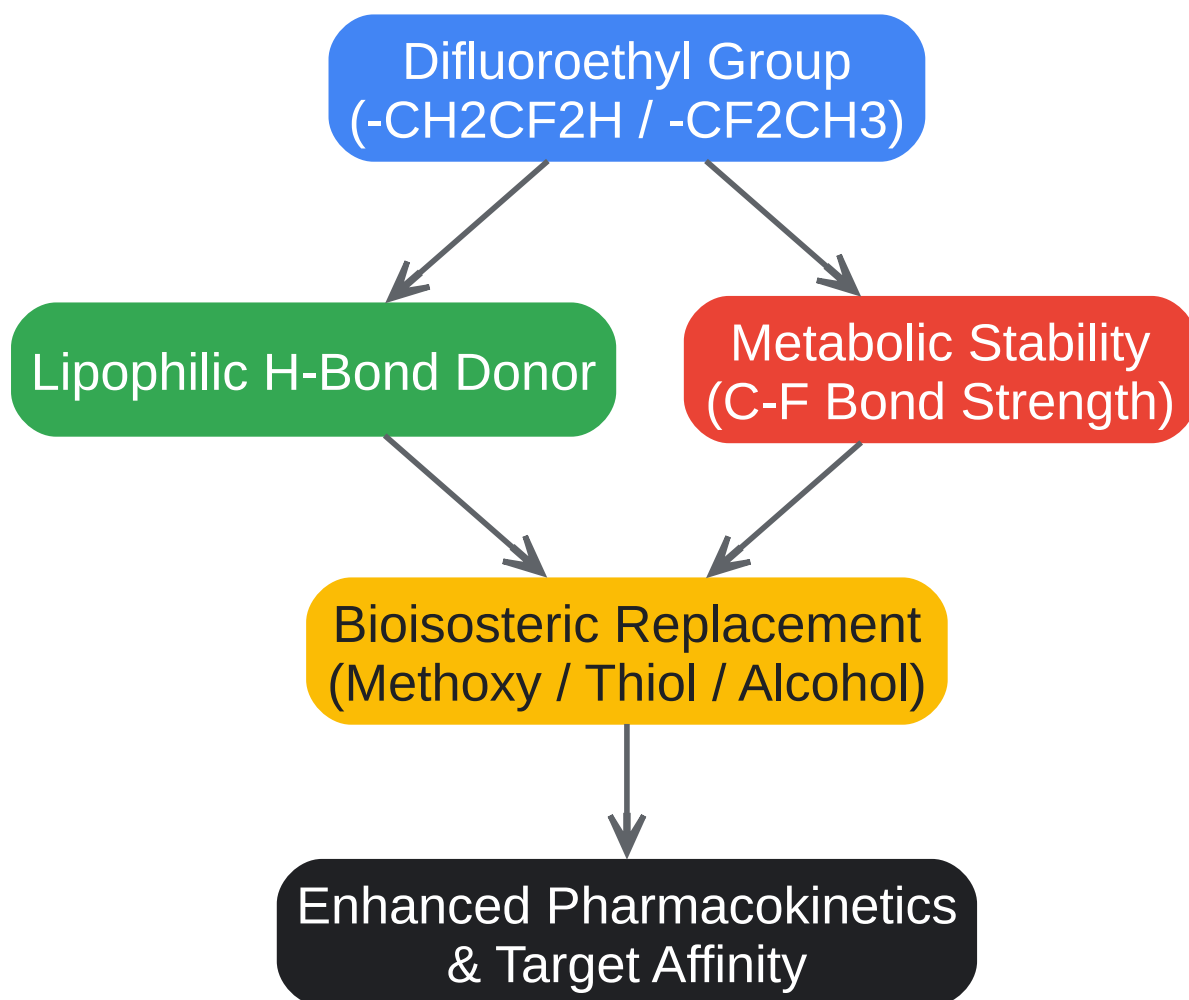 Difluoroethyl Group
(-CH2CF2H / -CF2CH3)
Lipophilic H-Bond Donor
Metabolic Stability
(C-F Bond Strength)
Bioisosteric Replacement
(Methoxy / Thiol / Alcohol)
Enhanced Pharmacokinetics
& Target Affinity